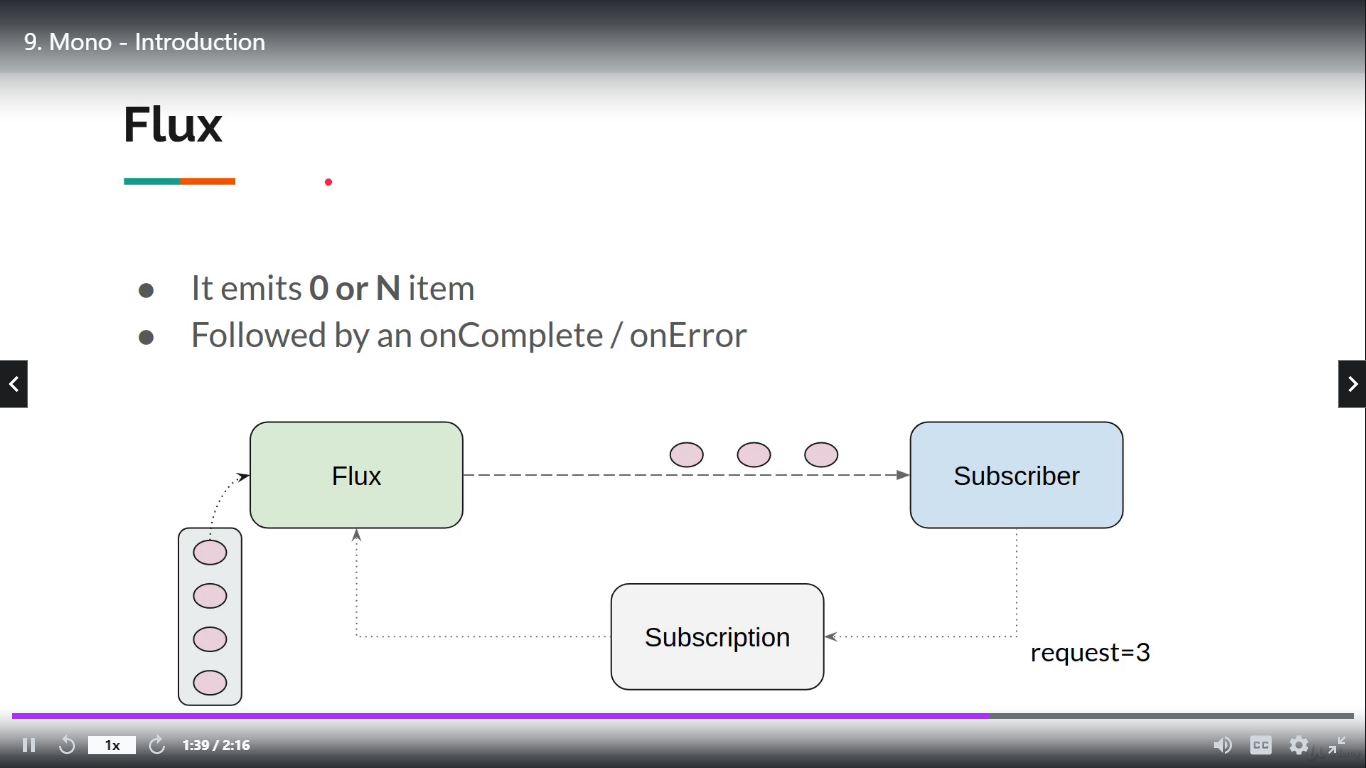 9. Mono - Introduction
Flux
● It emits 0 or N item
● Followed by an onComplete / onError
Flux
Subscriber
Subscription
request=3
1x
1:39 / 2:16
CC